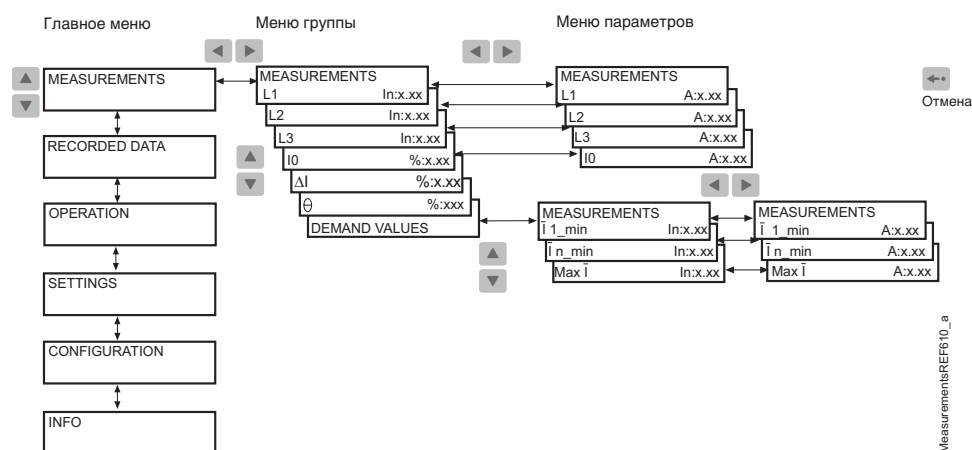 Главное меню
Меню группы
Меню параметров
Отмена
MEASUREMENTS
RECORDED DATA
OPERATION
SETTINGS
CONFIGURATION
INFO
MEASUREMENTS
L1 In:x.xx
L2 In:x.xx
L3 In:x.xx
I0 %:x.xx
ΔI %:x.xx
θ %:xxx
DEMAND VALUES
MEASUREMENTS
L1 A:x.xx
L2 A:x.xx
L3 A:x.xx
I0 A:x.xx
MEASUREMENTS
Ī 1_min In:x.xx
Ī n_min In:x.xx
Max Ī In:x.xx
MEASUREMENTS
Ī 1_min A:x.xx
Ī n_min A:x.xx
Max Ī A:x.xx
MeasurementsREF610_a